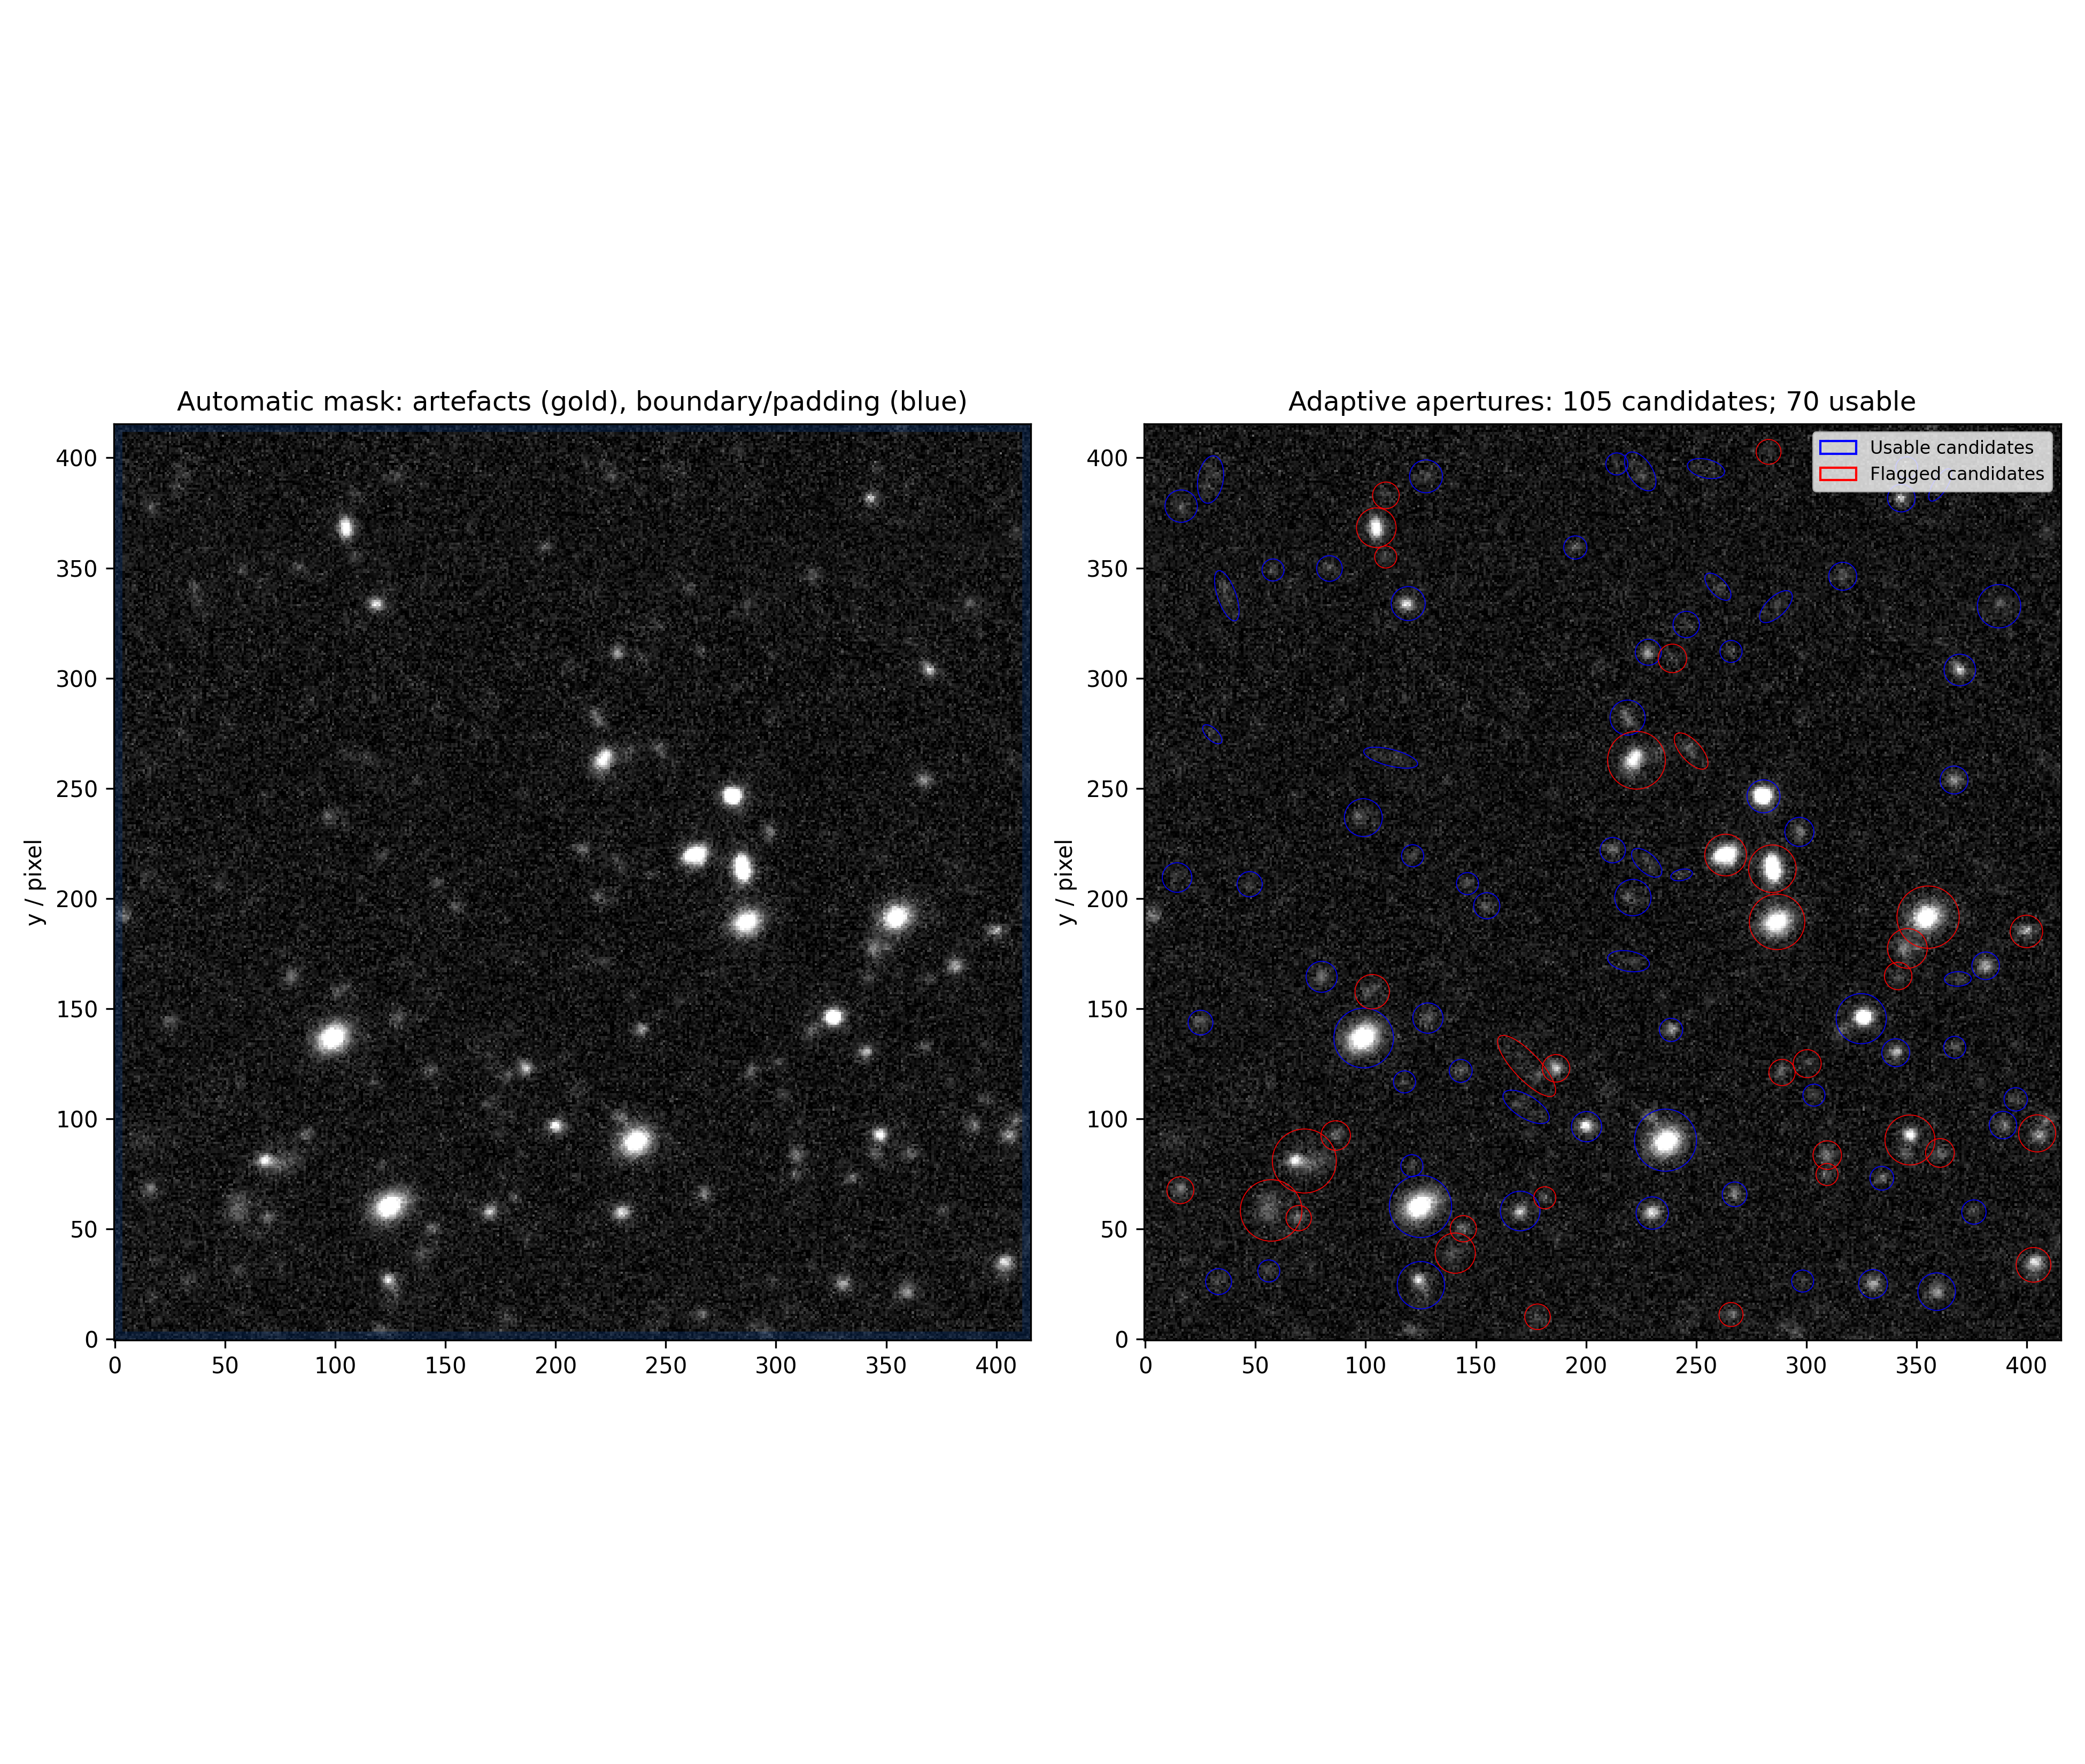 Automatic mask: artefacts (gold), boundary/padding (blue)
y / pixel
400
350
300
250
200
150
100
50
0
0 50 100 150 200 250 300 350 400
Adaptive apertures: 105 candidates; 70 usable
Usable candidates
Flagged candidates
y / pixel
400
350
300
250
200
150
100
50
0
0 50 100 150 200 250 300 350 400